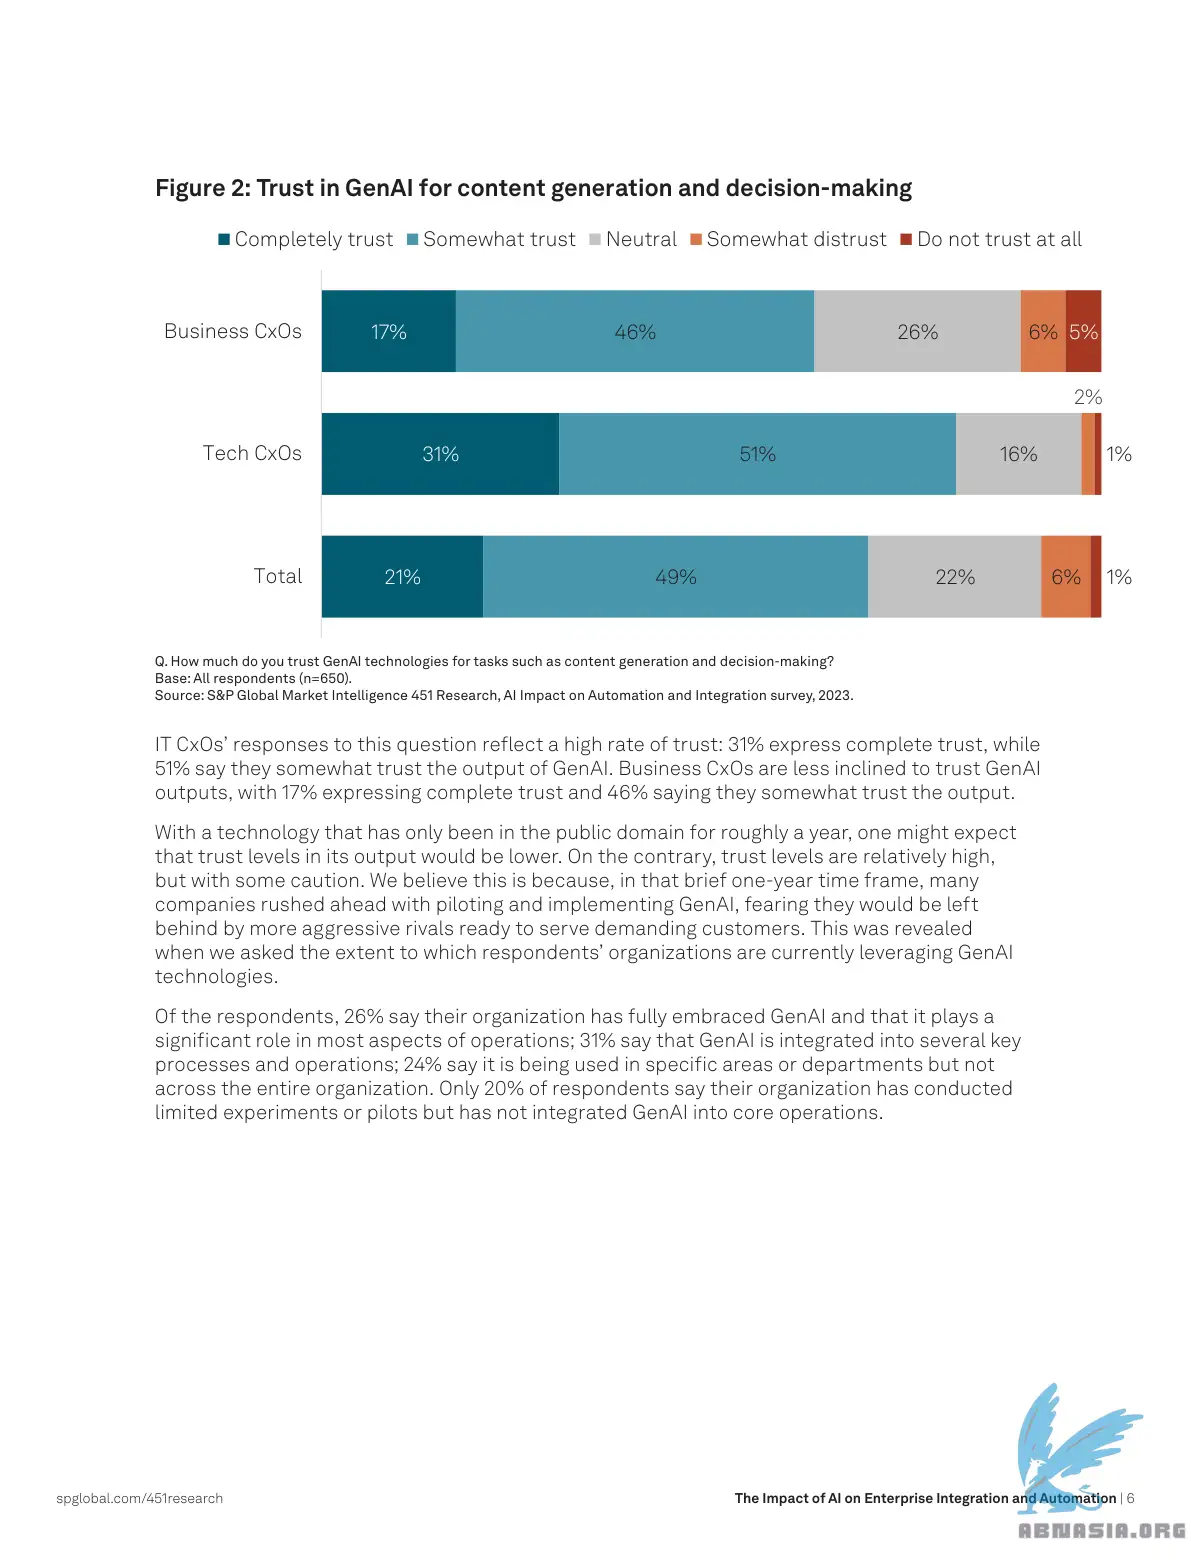 Figure 2: Trust in GenAI for content generation and decision-making
Completely trust Somewhat trust Neutral Somewhat distrust Do not trust at all
Business CxOs 17% 46% 26% 6% 5%
2%
Tech CxOs 31% 51% 16% 1%
Total 21% 49% 22% 6% 1%
Q. How much do you trust GenAI technologies for tasks such as content generation and decision-making?
Base: All respondents (n=650).
Source: S&P Global Market Intelligence 451 Research, AI Impact on Automation and Integration survey, 2023.
IT CxOs’ responses to this question reflect a high rate of trust: 31% express complete trust, while
51% say they somewhat trust the output of GenAI. Business CxOs are less inclined to trust GenAI
outputs, with 17% expressing complete trust and 46% saying they somewhat trust the output.
With a technology that has only been in the public domain for roughly a year, one might expect
that trust levels in its output would be lower. On the contrary, trust levels are relatively high,
but with some caution. We believe this is because, in that brief one-year time frame, many
companies rushed ahead with piloting and implementing GenAI, fearing they would be left
behind by more aggressive rivals ready to serve demanding customers. This was revealed
when we asked the extent to which respondents’ organizations are currently leveraging GenAI
technologies.
Of the respondents, 26% say their organization has fully embraced GenAI and that it plays a
significant role in most aspects of operations; 31% say that GenAI is integrated into several key
processes and operations; 24% say it is being used in specific areas or departments but not
across the entire organization. Only 20% of respondents say their organization has conducted
limited experiments or pilots but has not integrated GenAI into core operations.
spglobal.com/451research
The Impact of AI on Enterprise Integration and Automation | 6
ABNASIA.ORG